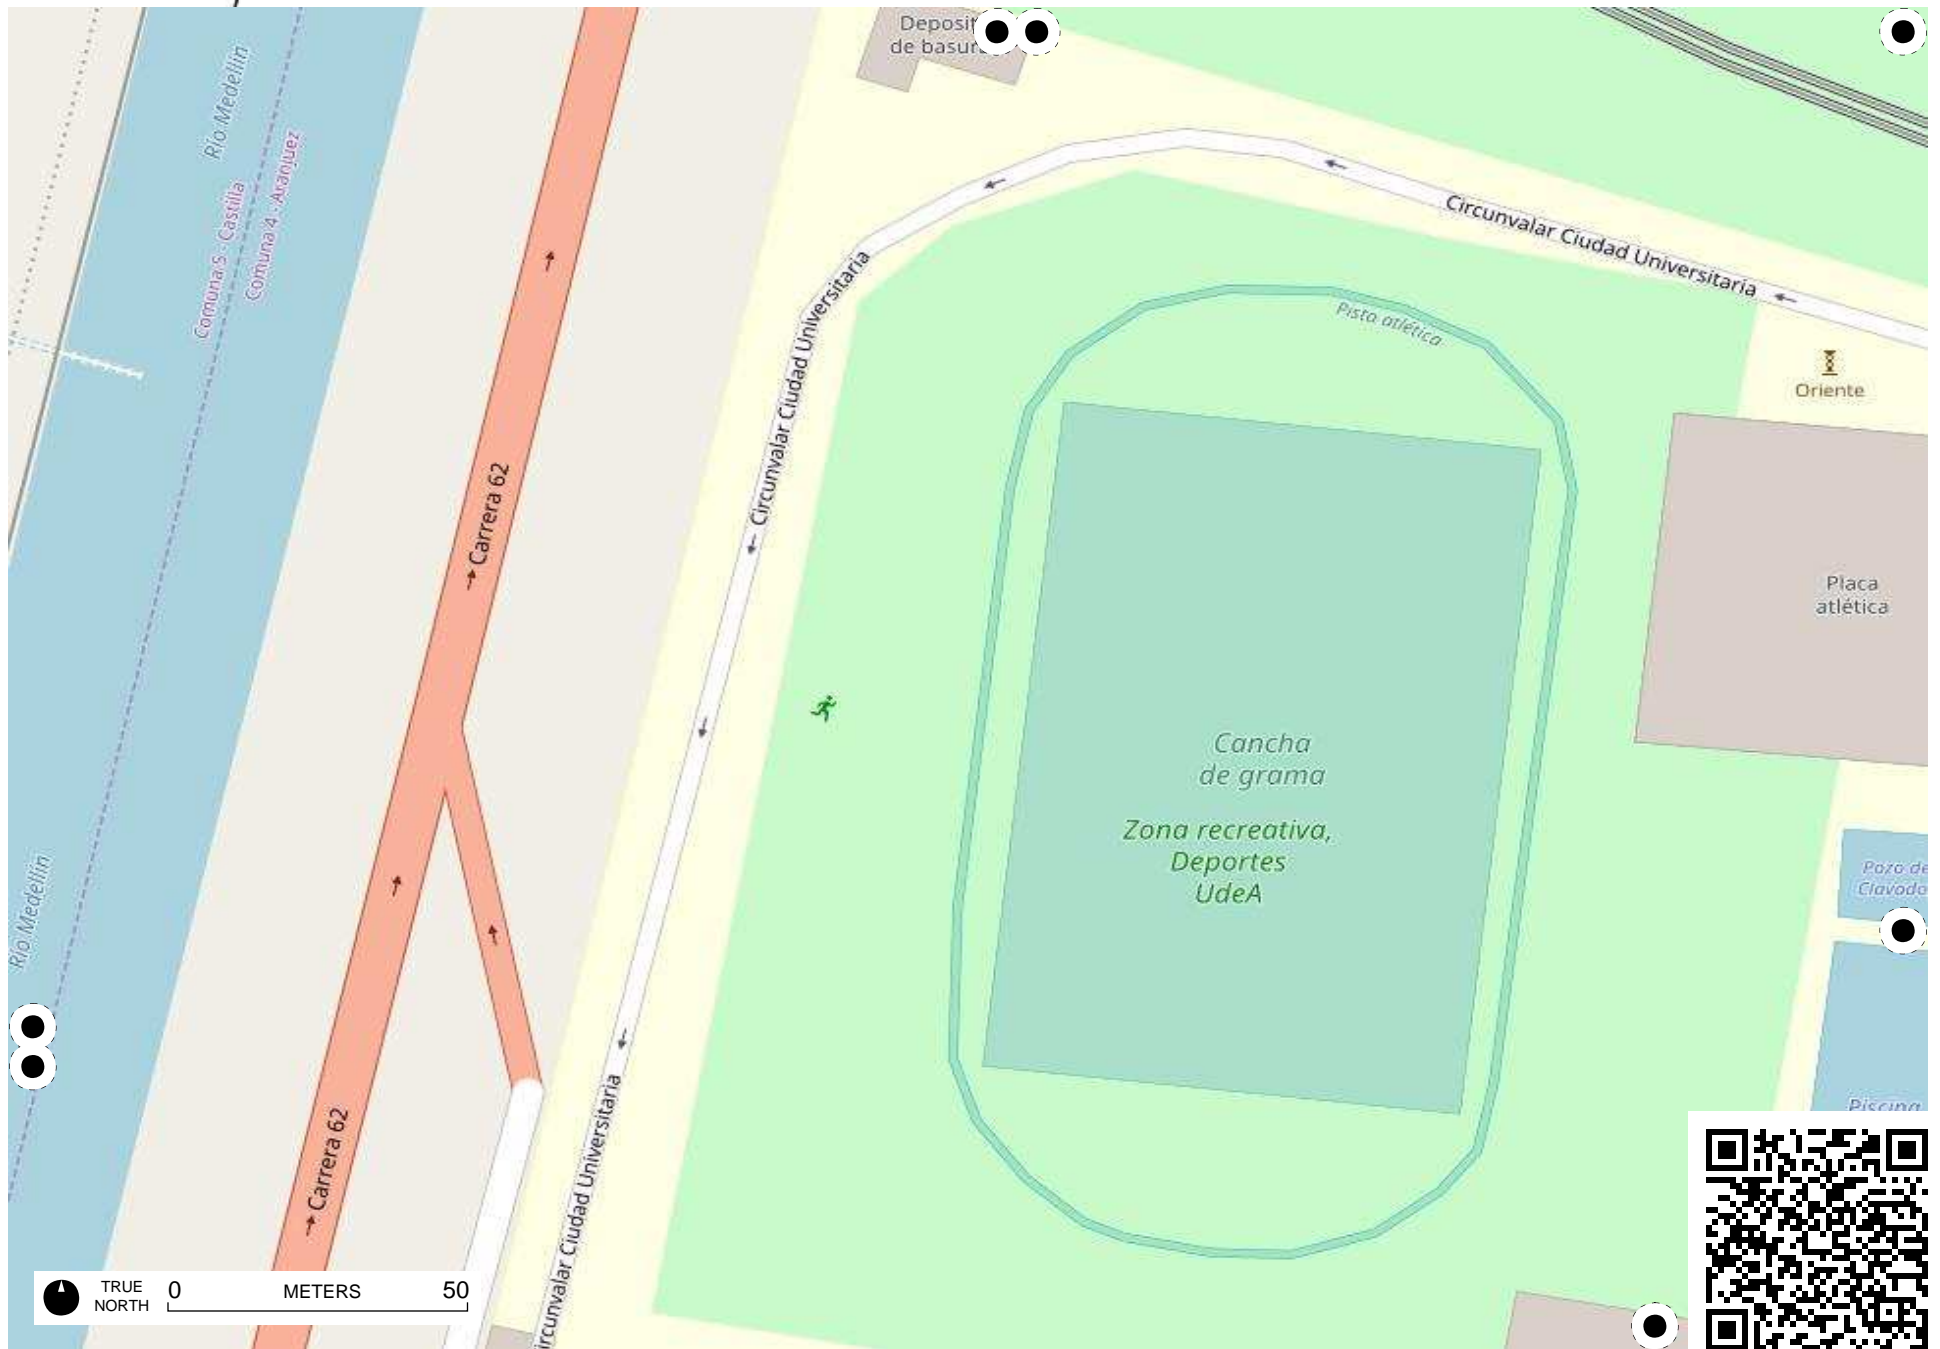 Deposit
de basur
Río Medellín
Comuna 5 - Castilla
Comuna 4 - Aranjuez
Circunvalar Ciudad Universitaria
Circunvalar Ciudad Universitaria
Pista atlética
Oriente
Carrera 62
Placa
atlética
Cancha
de grama
Zona recreativa,
Deportes
UdeA
Río Medellín
Pozo de
Clavado
Piscina
Carrera 62
ircunvalar Ciudad Universitaria
TRUE
NORTH
0 METERS 50